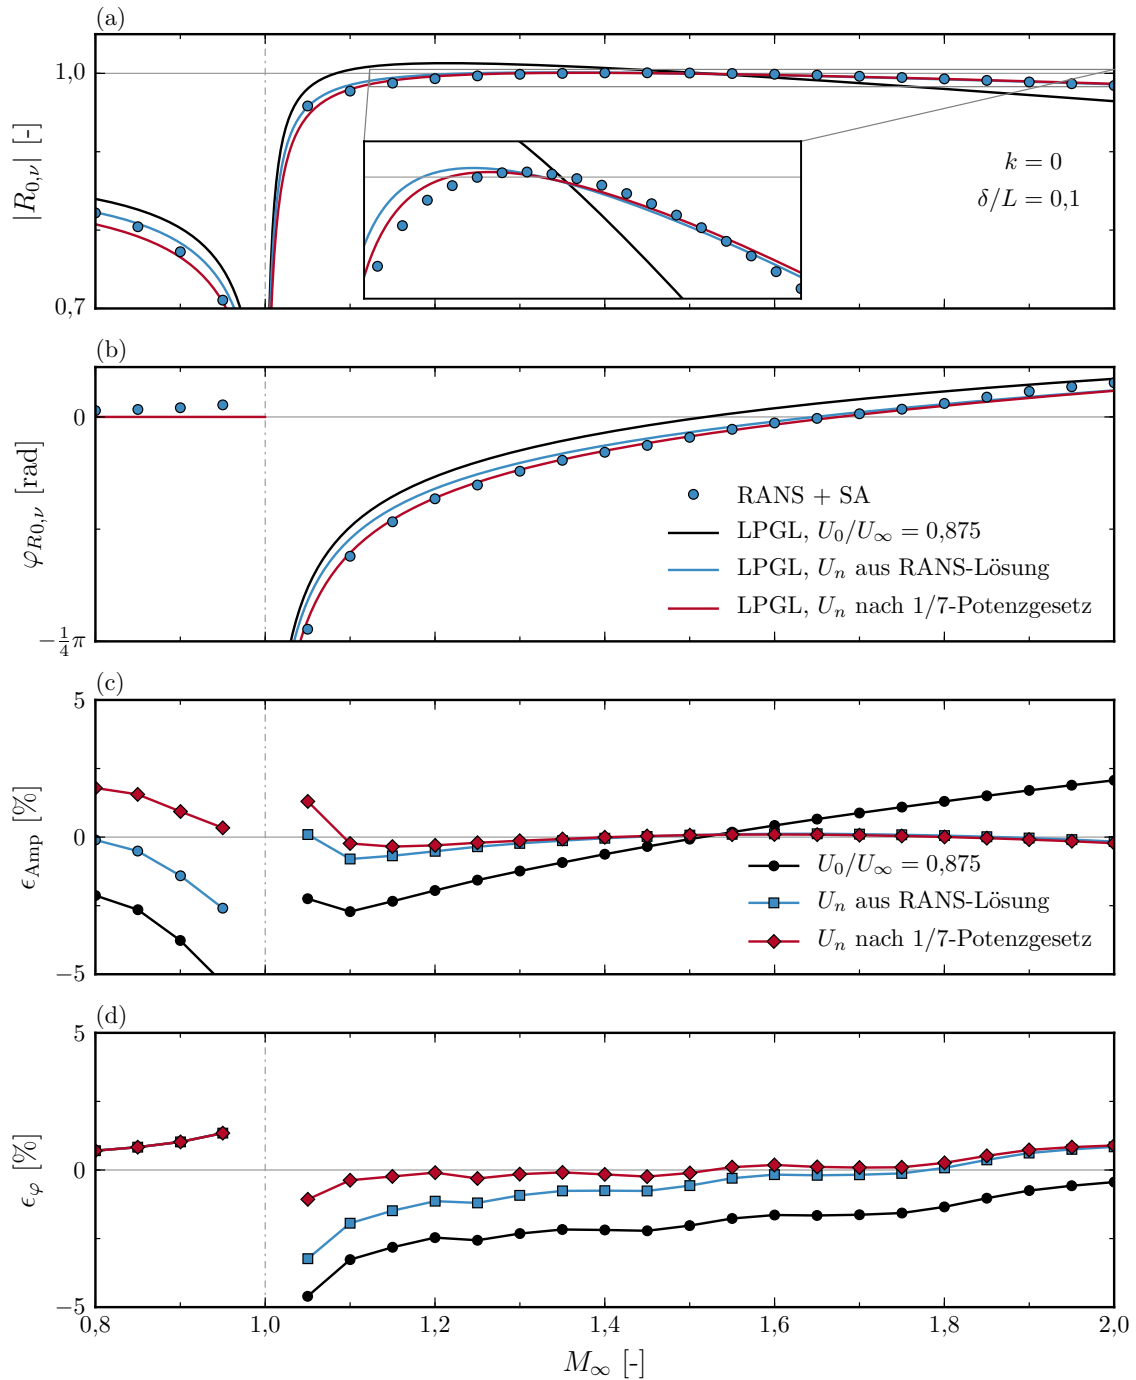 (a)
1,0
|R₀,ν| [-]
k = 0
δ/L = 0,1
0,7
(b)
0
φR₀,ν [rad]
RANS + SA
LPGL, U₀/U∞ = 0,875
LPGL, Uₙ aus RANS-Lösung
LPGL, Uₙ nach 1/7-Potenzgesetz
−¼π
(c)
5
ϵAmp [%]
0
U₀/U∞ = 0,875
Uₙ aus RANS-Lösung
Uₙ nach 1/7-Potenzgesetz
−5
(d)
5
ϵφ [%]
0
−5
0,8 1,0 1,2 1,4 1,6 1,8 2,0
M∞ [-]